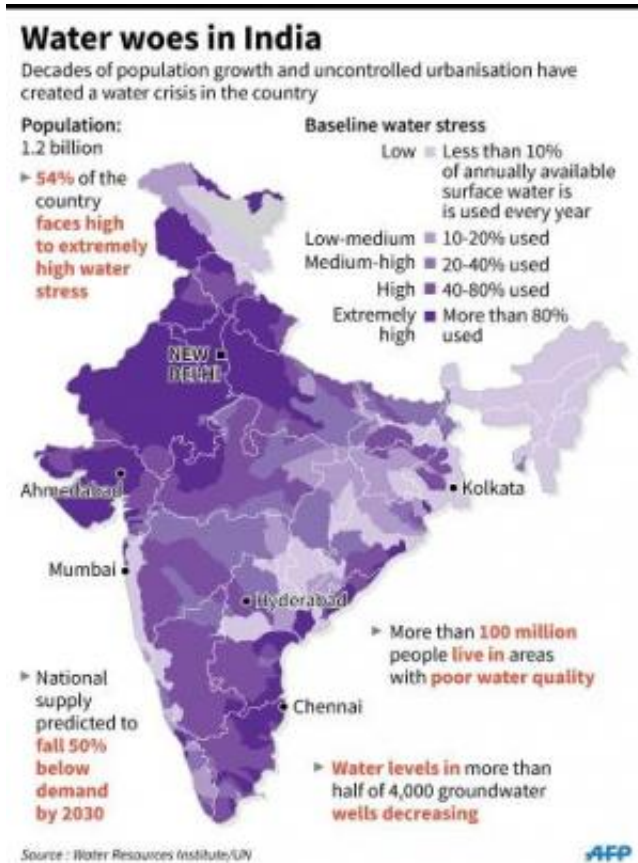 Water woes in India
Decades of population growth and uncontrolled urbanisation have
created a water crisis in the country
Population:
1.2 billion
54% of the
country
faces high
to extremely
high water
stress
Baseline water stress
Low Less than 10%
of annually available
surface water is
is used every year
Low-medium 10-20% used
Medium-high 20-40% used
High 40-80% used
Extremely
high
More than 80%
used
NEW
DELHI
Ahmedabad
Kolkata
Mumbai
Hyderabad
More than 100 million
people live in areas
with poor water quality
National
supply
predicted to
fall 50%
below
demand
by 2030
Chennai
Water levels in more than
half of 4,000 groundwater
wells decreasing
Source : Water Resources Institute/UN
AFP